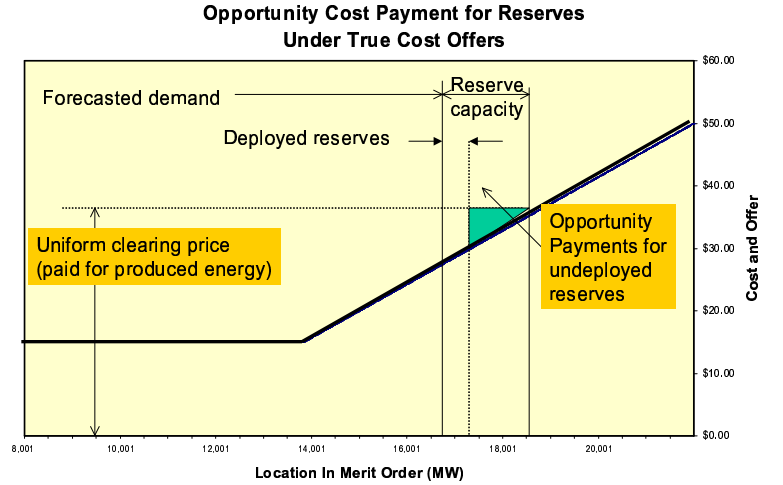 Opportunity Cost Payment for Reserves
Under True Cost Offers
$60.00
Forecasted demand
Reserve
capacity
$50.00
Deployed reserves
$40.00
Uniform clearing price
(paid for produced energy)
Opportunity
Payments for
undeployed
reserves
$30.00
Cost and Offer
$20.00
$10.00
$0.00
8,001
10,001
12,001
14,001
16,001
18,001
20,001
Location In Merit Order (MW)